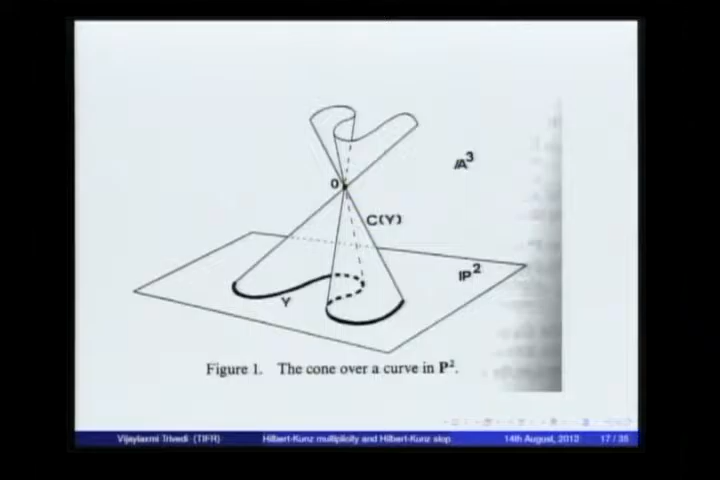 /A3
0
C(Y)
IP2
Y
Figure 1. The cone over a curve in P2.
Vijaylaxmi Trivedi (TIFR) Hilbert-Kunz multiplicity and Hilbert-Kunz slop 14th August, 2012 17 / 35